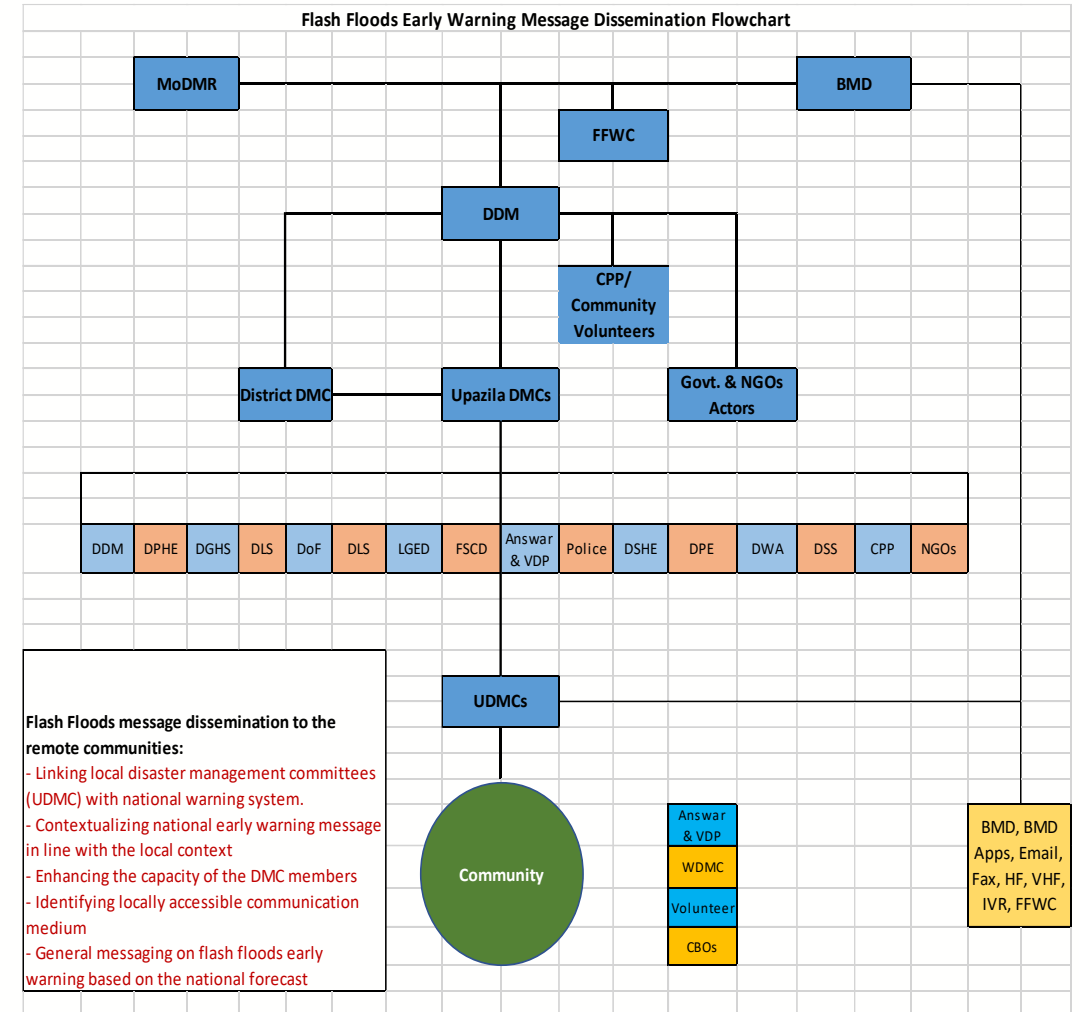 Flash Floods Early Warning Message Dissemination Flowchart
MoDMR
BMD
FFWC
DDM
CPP/
Community
Volunteers
District DMC
Upazila DMCs
Govt. & NGOs
Actors
DDM
DPHE
DGHS
DLS
DoF
DLS
LGED
FSCD
Answar
& VDP
Police
DSHE
DPE
DWA
DSS
CPP
NGOs
UDMCs
Flash Floods message dissemination to the
remote communities:
- Linking local disaster management committees
(UDMC) with national warning system.
- Contextualizing national early warning message
in line with the local context
- Enhancing the capacity of the DMC members
- Identifying locally accessible communication
medium
- General messaging on flash floods early
warning based on the national forecast
Community
Answar
& VDP
WDMC
Volunteer
CBOs
BMD, BMD
Apps, Email,
Fax, HF, VHF,
IVR, FFWC